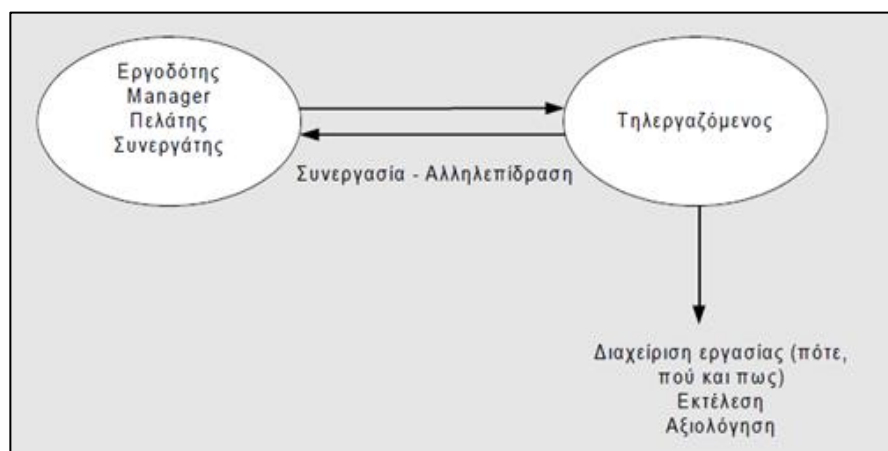 Εργοδότης
Manager
Πελάτης
Συνεργάτης
Τηλεργαζόμενος
Συνεργασία - Αλληλεπίδραση
Διαχείριση εργασίας (πότε,
πού και πως)
Εκτέλεση
Αξιολόγηση